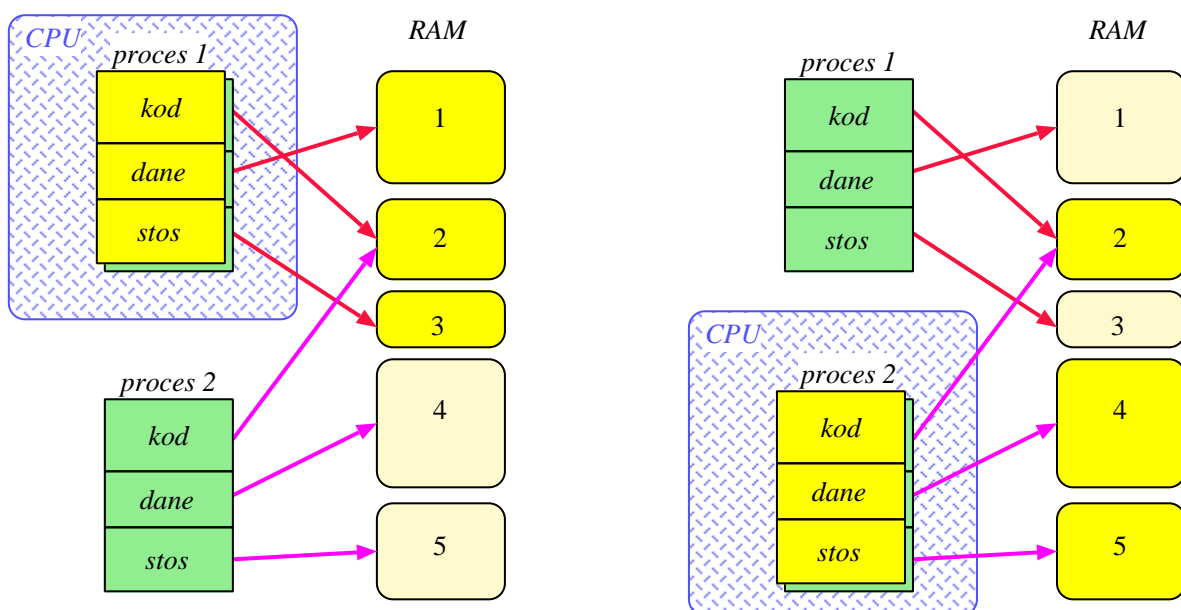 CPU
proces 1
kod
dane
stos
RAM
1
2
3
4
5
proces 2
kod
dane
stos
proces 1
kod
dane
stos
RAM
1
2
3
4
5
CPU
proces 2
kod
dane
stos